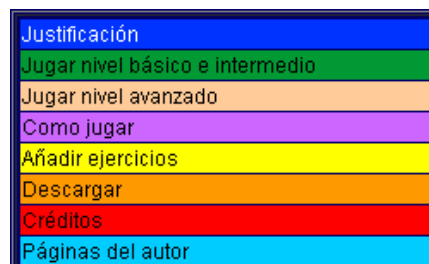 Justificación
Jugar nivel básico e intermedio
Jugar nivel avanzado
Como jugar
Añadir ejercicios
Descargar
Créditos
Páginas del autor